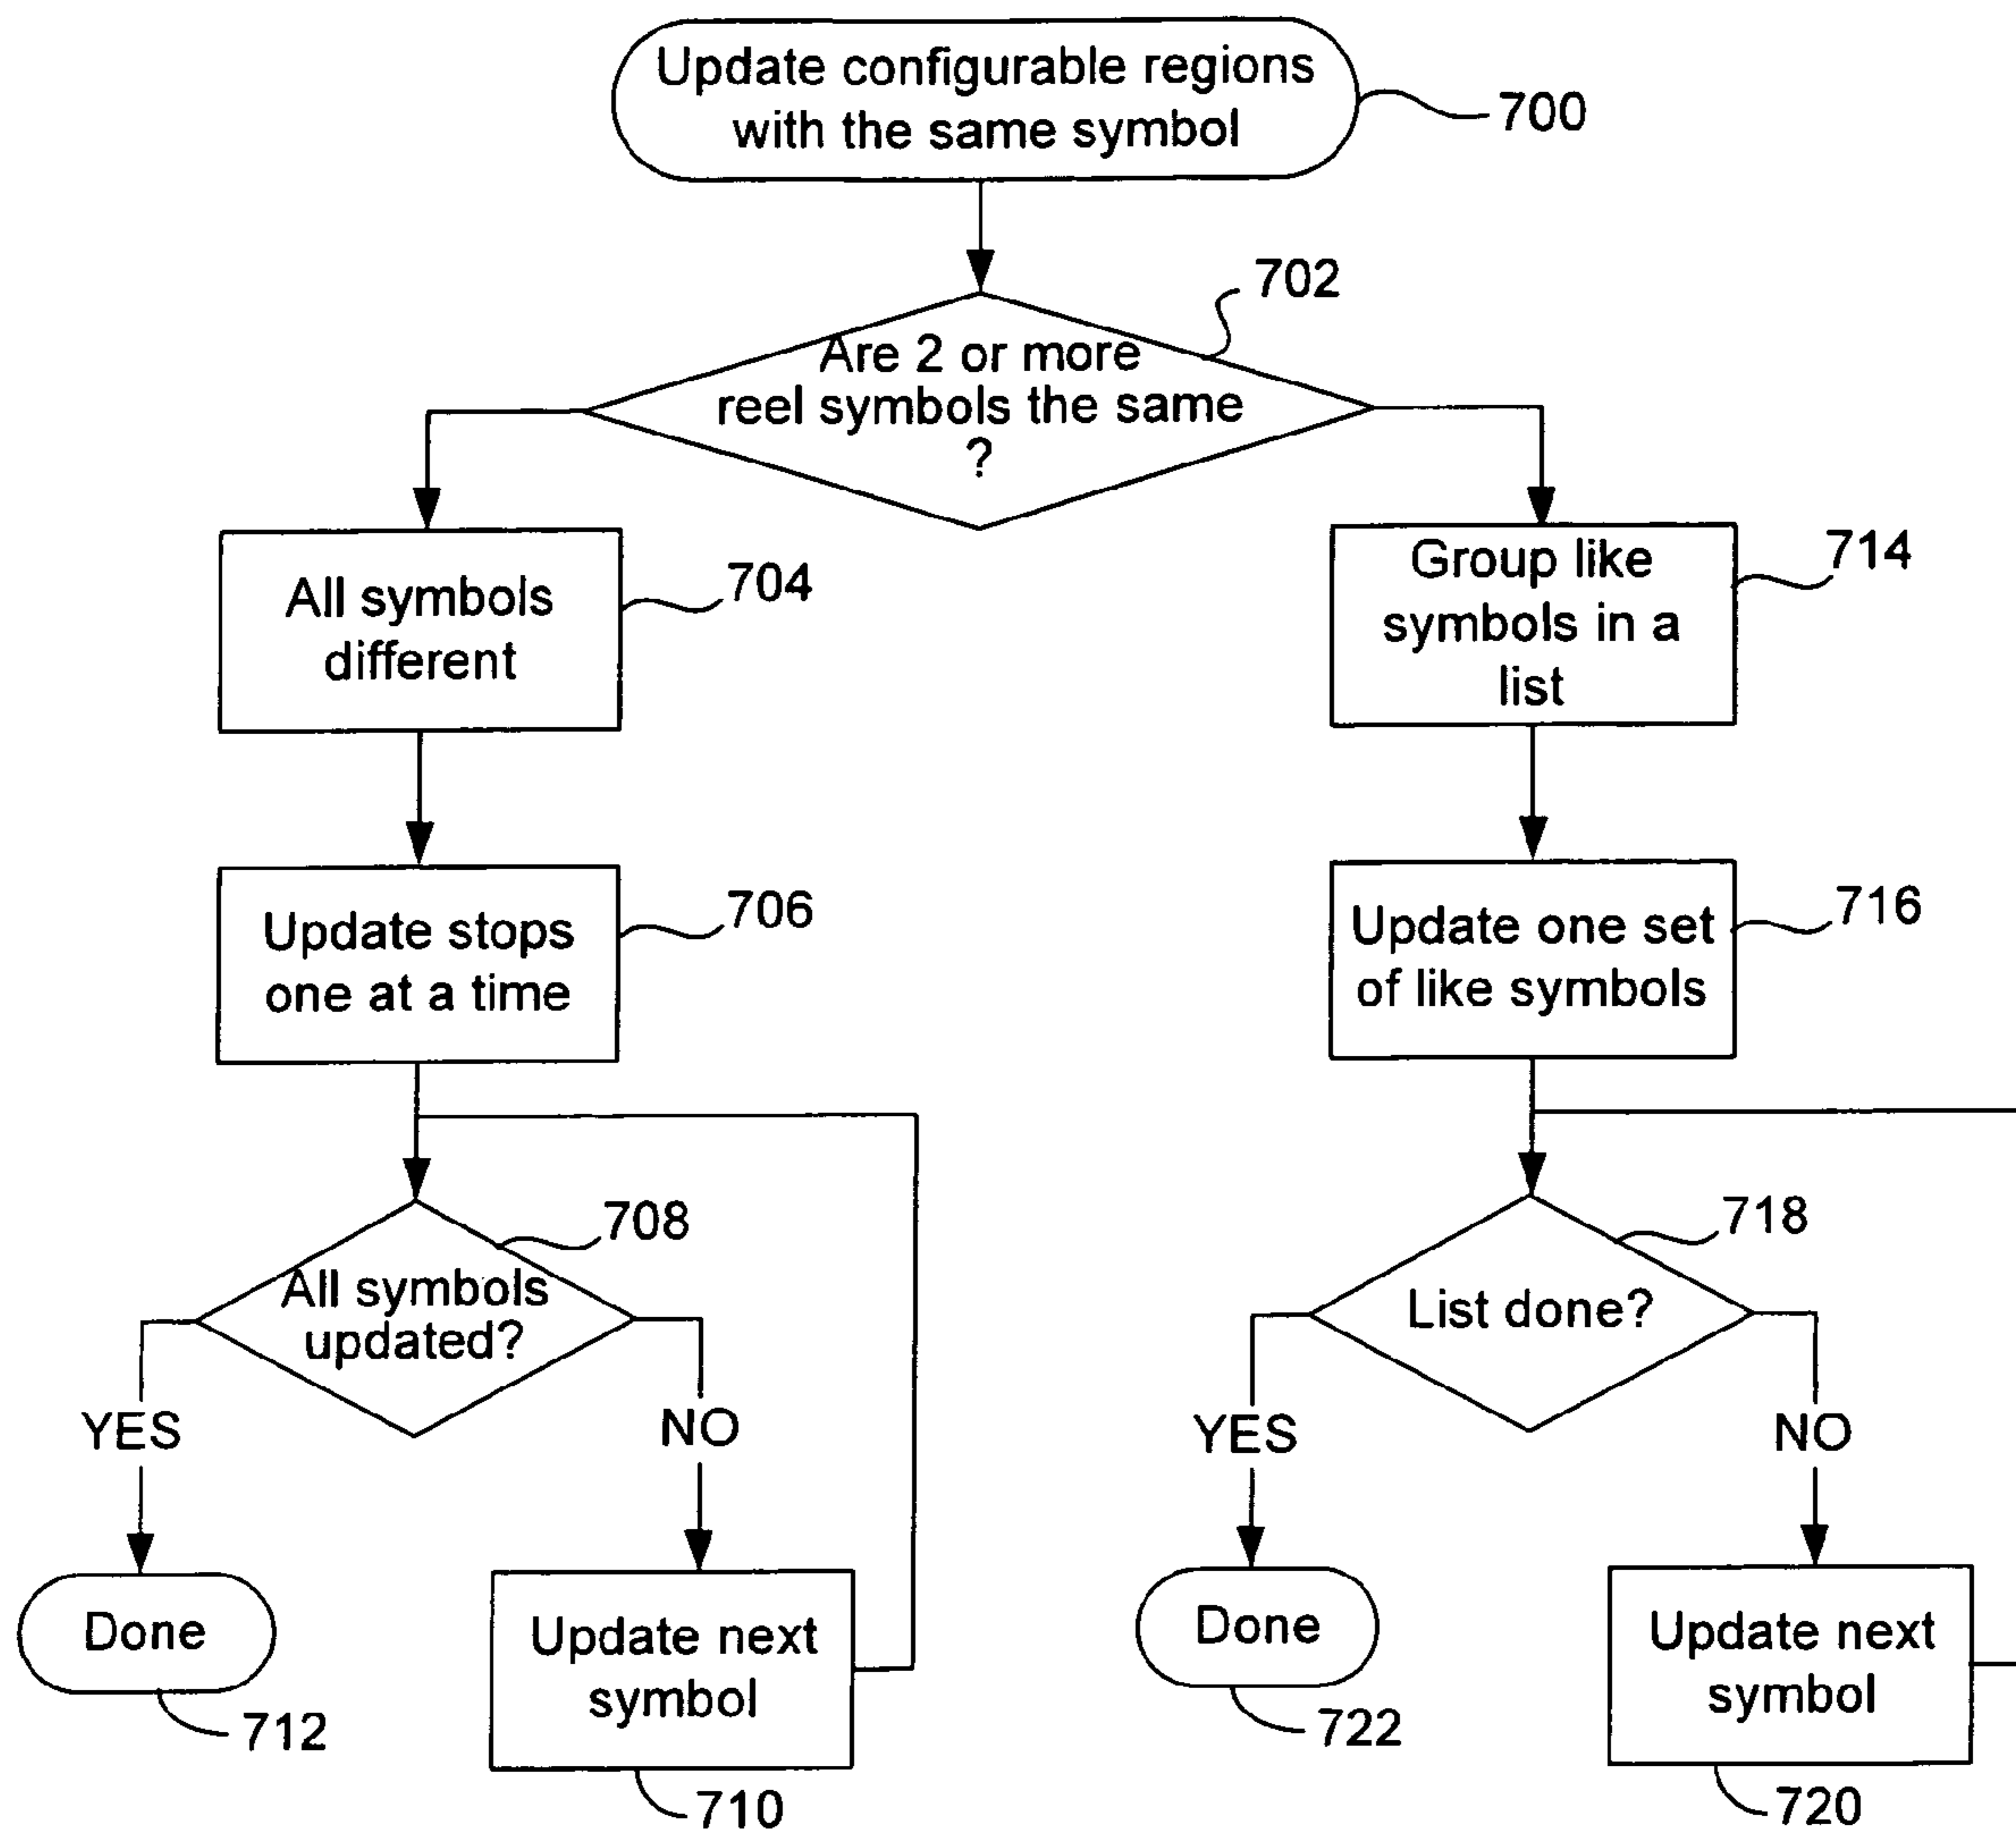 Update configurable regions
with the same symbol
700
702
Are 2 or more
reel symbols the same
?
All symbols
different
704
Group like
symbols in a
list
714
Update stops
one at a time
706
Update one set
of like symbols
716
708
All symbols
updated?
718
List done?
YES
NO
YES
NO
Done
712
Update next
symbol
710
Done
722
Update next
symbol
720